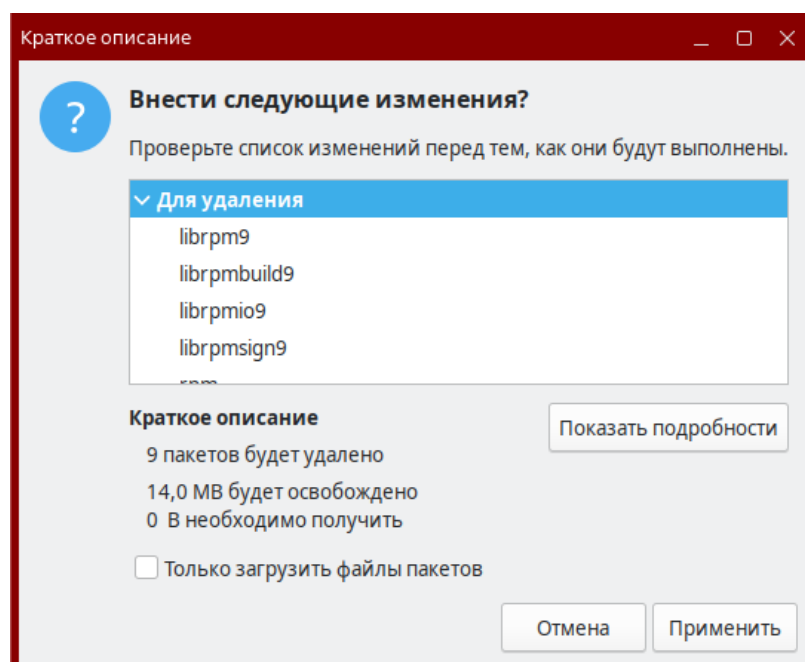 Краткое описание
?
Внести следующие изменения?
Проверьте список изменений перед тем, как они будут выполнены.
Для удаления
librpm9
librpmbuild9
librpmio9
librpmsign9
rpm
Краткое описание
Показать подробности
9 пакетов будет удалено
14,0 MB будет освобождено
0 B необходимо получить
Только загрузить файлы пакетов
Отмена
Применить